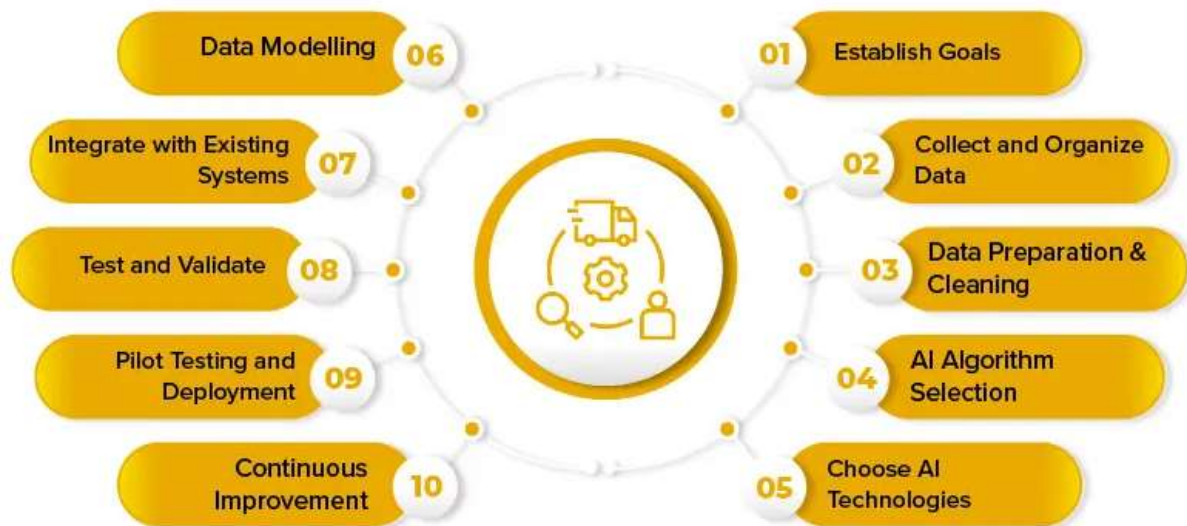 01
Establish Goals
02
Collect and Organize
Data
03
Data Preparation &
Cleaning
04
AI Algorithm
Selection
05
Choose AI
Technologies
06
Data Modelling
07
Integrate with Existing
Systems
08
Test and Validate
09
Pilot Testing and
Deployment
10
Continuous
Improvement